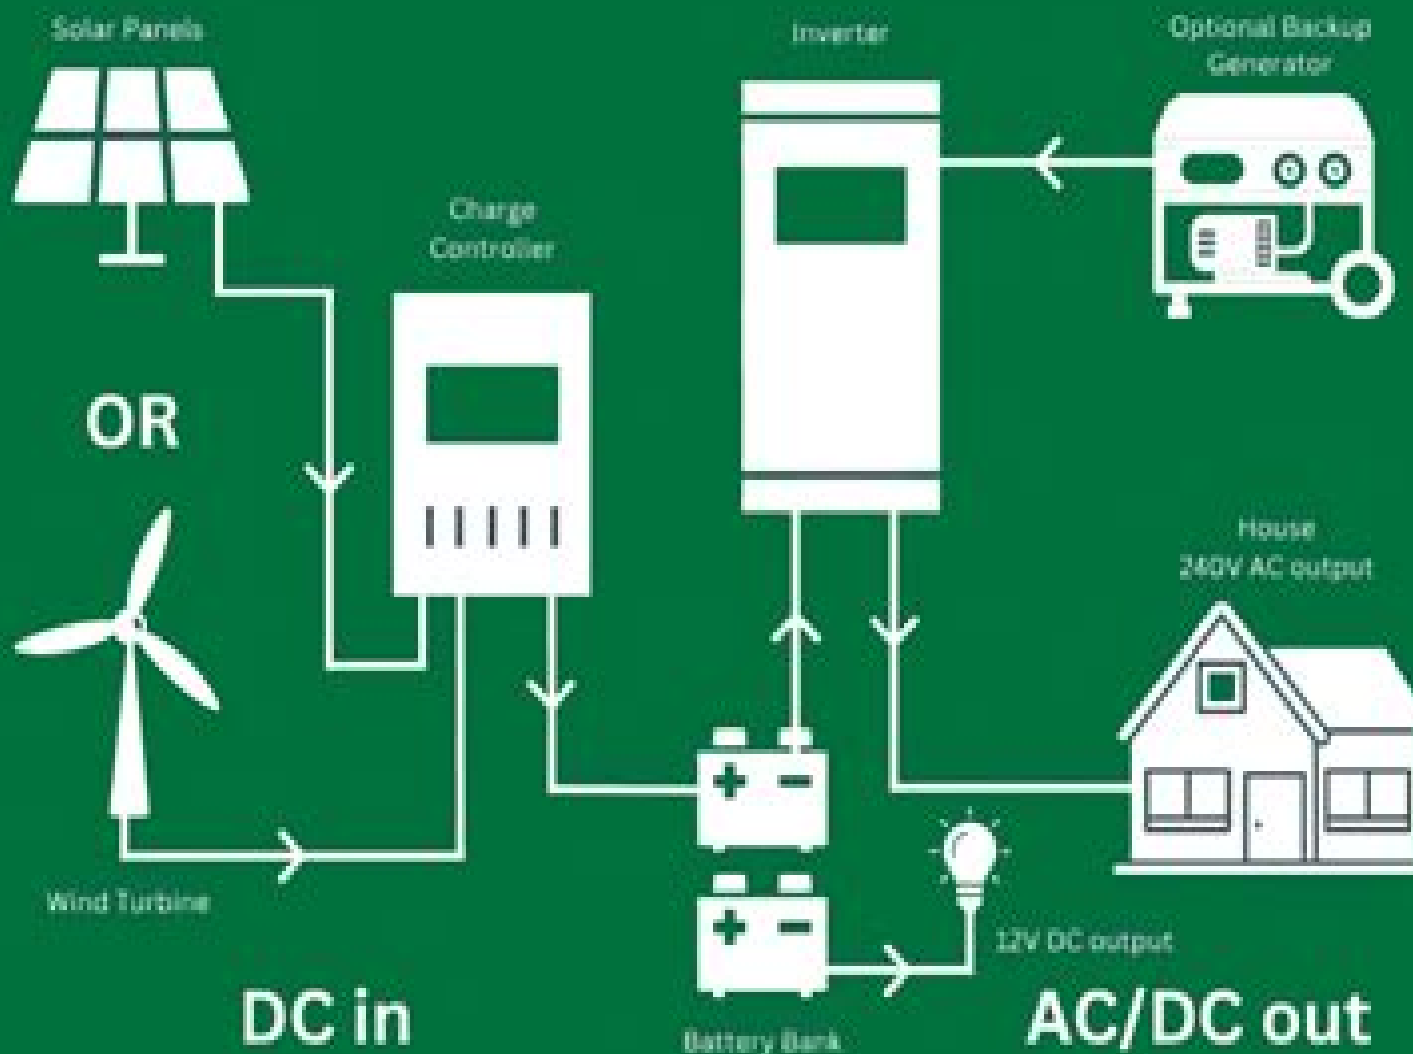 Solar Panels
Inverter
Optional Backup
Generator
Charge
Controller
OR
House
240V AC output
Wind Turbine
12V DC output
DC in
AC/DC out
Battery Bank